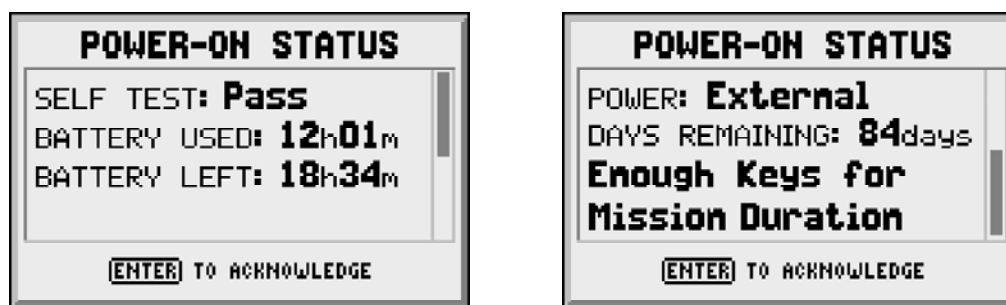 POWER-ON STATUS
SELF TEST: Pass
BATTERY USED: 12h01m
BATTERY LEFT: 18h34m
ENTER TO ACKNOWLEDGE
POWER-ON STATUS
POWER: External
DAYS REMAINING: 84days
Enough Keys for
Mission Duration
ENTER TO ACKNOWLEDGE